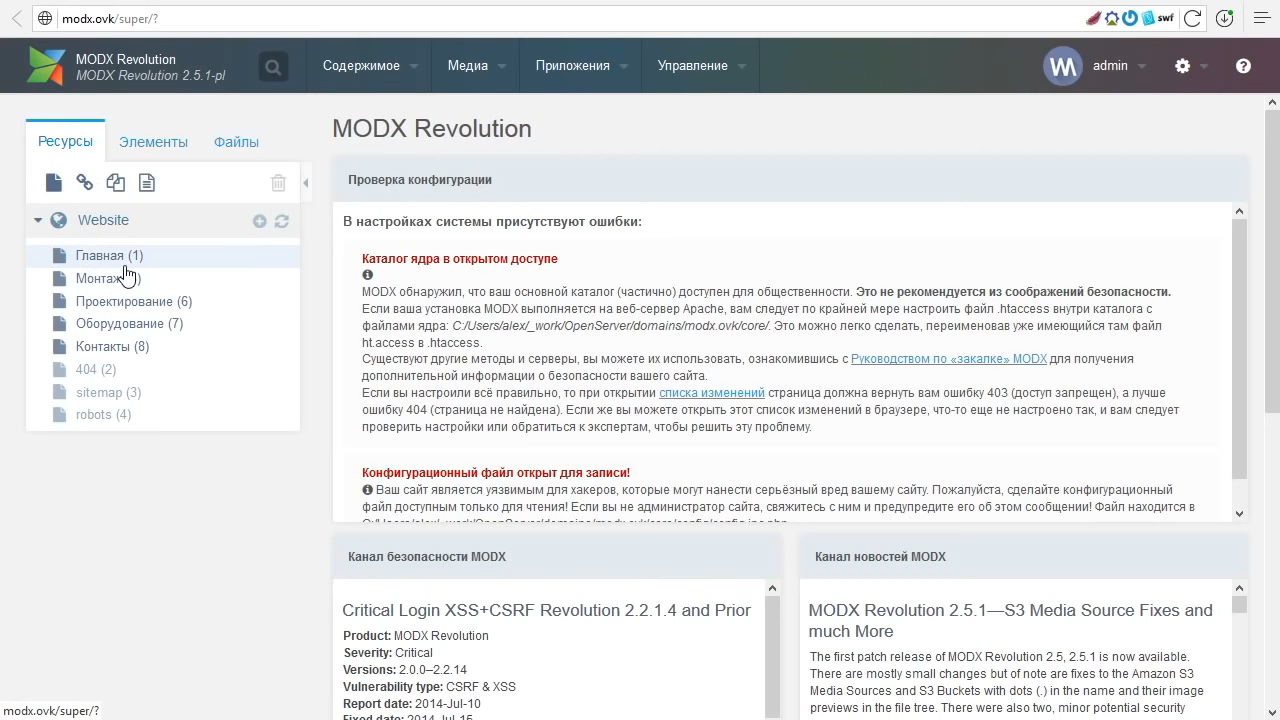 modx.ovk/super/?
swf
MODX Revolution
MODX Revolution 2.5.1-pl
Содержимое
Медиа
Приложения
Управление
admin
Ресурсы
Элементы
Файлы
Website
Главная (1)
Проектирование (6)
Оборудование (7)
Контакты (8)
404 (2)
sitemap (3)
robots (4)
MODX Revolution
Проверка конфигурации
В настройках системы присутствуют ошибки:
Каталог ядра в открытом доступе
MODX обнаружил, что ваш основной каталог (частично) доступен для общественности. Это не рекомендуется из соображений безопасности.
Если ваша установка MODX выполняется на веб-сервер Apache, вам следует по крайней мере настроить файл .htaccess внутри каталога с
файлами ядра: C:/Users/alex/_work/OpenServer/domains/modx.ovk/core/. Это можно легко сделать, переименовав уже имеющийся там файл
ht.access в .htaccess.
Существуют другие методы и серверы, вы можете их использовать, ознакомившись с Руководством по «закалке» MODX для получения
дополнительной информации о безопасности вашего сайта.
Если вы настроили всё правильно, то при открытии списка изменений страница должна вернуть вам ошибку 403 (доступ запрещен), а лучше
ошибку 404 (страница не найдена). Если же вы можете открыть этот список изменений в браузере, что-то еще не настроено так, и вам следует
проверить настройки или обратиться к экспертам, чтобы решить эту проблему.
Конфигурационный файл открыт для записи!
Ваш сайт является уязвимым для хакеров, которые могут нанести серьёзный вред вашему сайту. Пожалуйста, сделайте конфигурационный
файл доступным только для чтения! Если вы не администратор сайта, свяжитесь с ним и предупредите его об этом сообщении! Файл находится в
Канал безопасности MODX
Critical Login XSS+CSRF Revolution 2.2.1.4 and Prior
Product: MODX Revolution
Severity: Critical
Versions: 2.0.0–2.2.14
Vulnerability type: CSRF & XSS
Report date: 2014-Jul-10
Fixed date: 2014-Jul-15
Канал новостей MODX
MODX Revolution 2.5.1—S3 Media Source Fixes and
much More
The first patch release of MODX Revolution 2.5, 2.5.1 is now available.
There are mostly small changes but of note are fixes to the Amazon S3
Media Sources and S3 Buckets with dots (.) in the name and their image
previews in the file tree. There were also two, minor potential security
modx.ovk/super/?